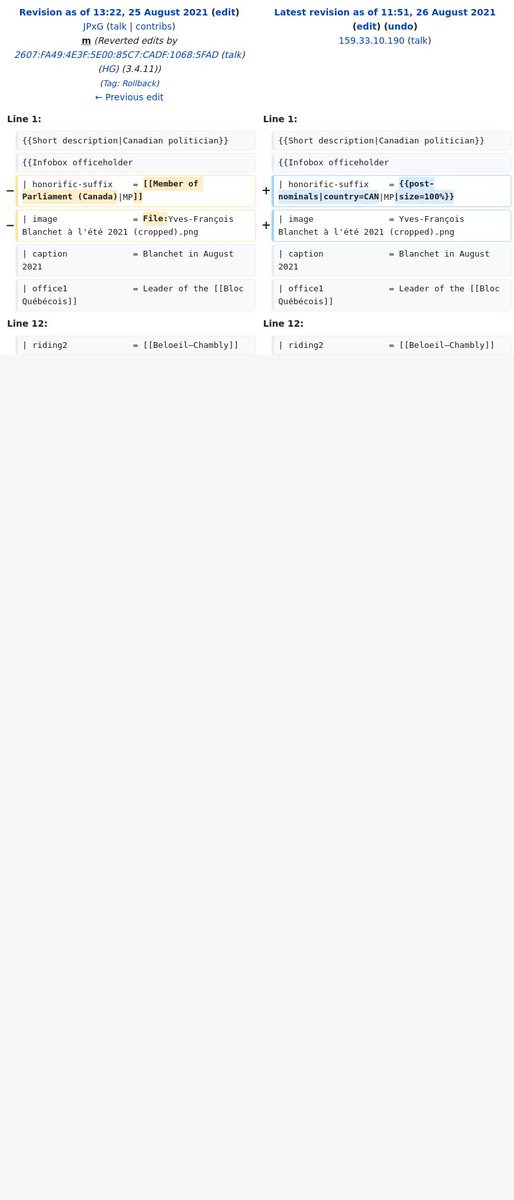 Revision as of 13:22, 25 August 2021 (edit)
JPxG (talk | contribs)
m (Reverted edits by
2607:FA49:4E3F:5E00:85C7:CADF:1068:5FAD (talk)
(HG) (3.4.11))
(Tag: Rollback)
← Previous edit
Latest revision as of 11:51, 26 August 2021
(edit) (undo)
159.33.10.190 (talk)
Line 1:
Line 1:
{{Short description|Canadian politician}}
{{Short description|Canadian politician}}
{{Infobox officeholder
{{Infobox officeholder
− | honorific-suffix    = [[Member of
Parliament (Canada)|MP]]
+ | honorific-suffix    = {{post-
nominals|country=CAN|MP|size=100%}}
− | image               = File:Yves-François
Blanchet à l'été 2021 (cropped).png
+ | image               = Yves-François
Blanchet à l'été 2021 (cropped).png
| caption             = Blanchet in August
2021
| caption             = Blanchet in August
2021
| office1             = Leader of the [[Bloc
Québécois]]
| office1             = Leader of the [[Bloc
Québécois]]
Line 12:
Line 12:
| riding2             = [[Beloeil—Chambly]]
| riding2             = [[Beloeil—Chambly]]